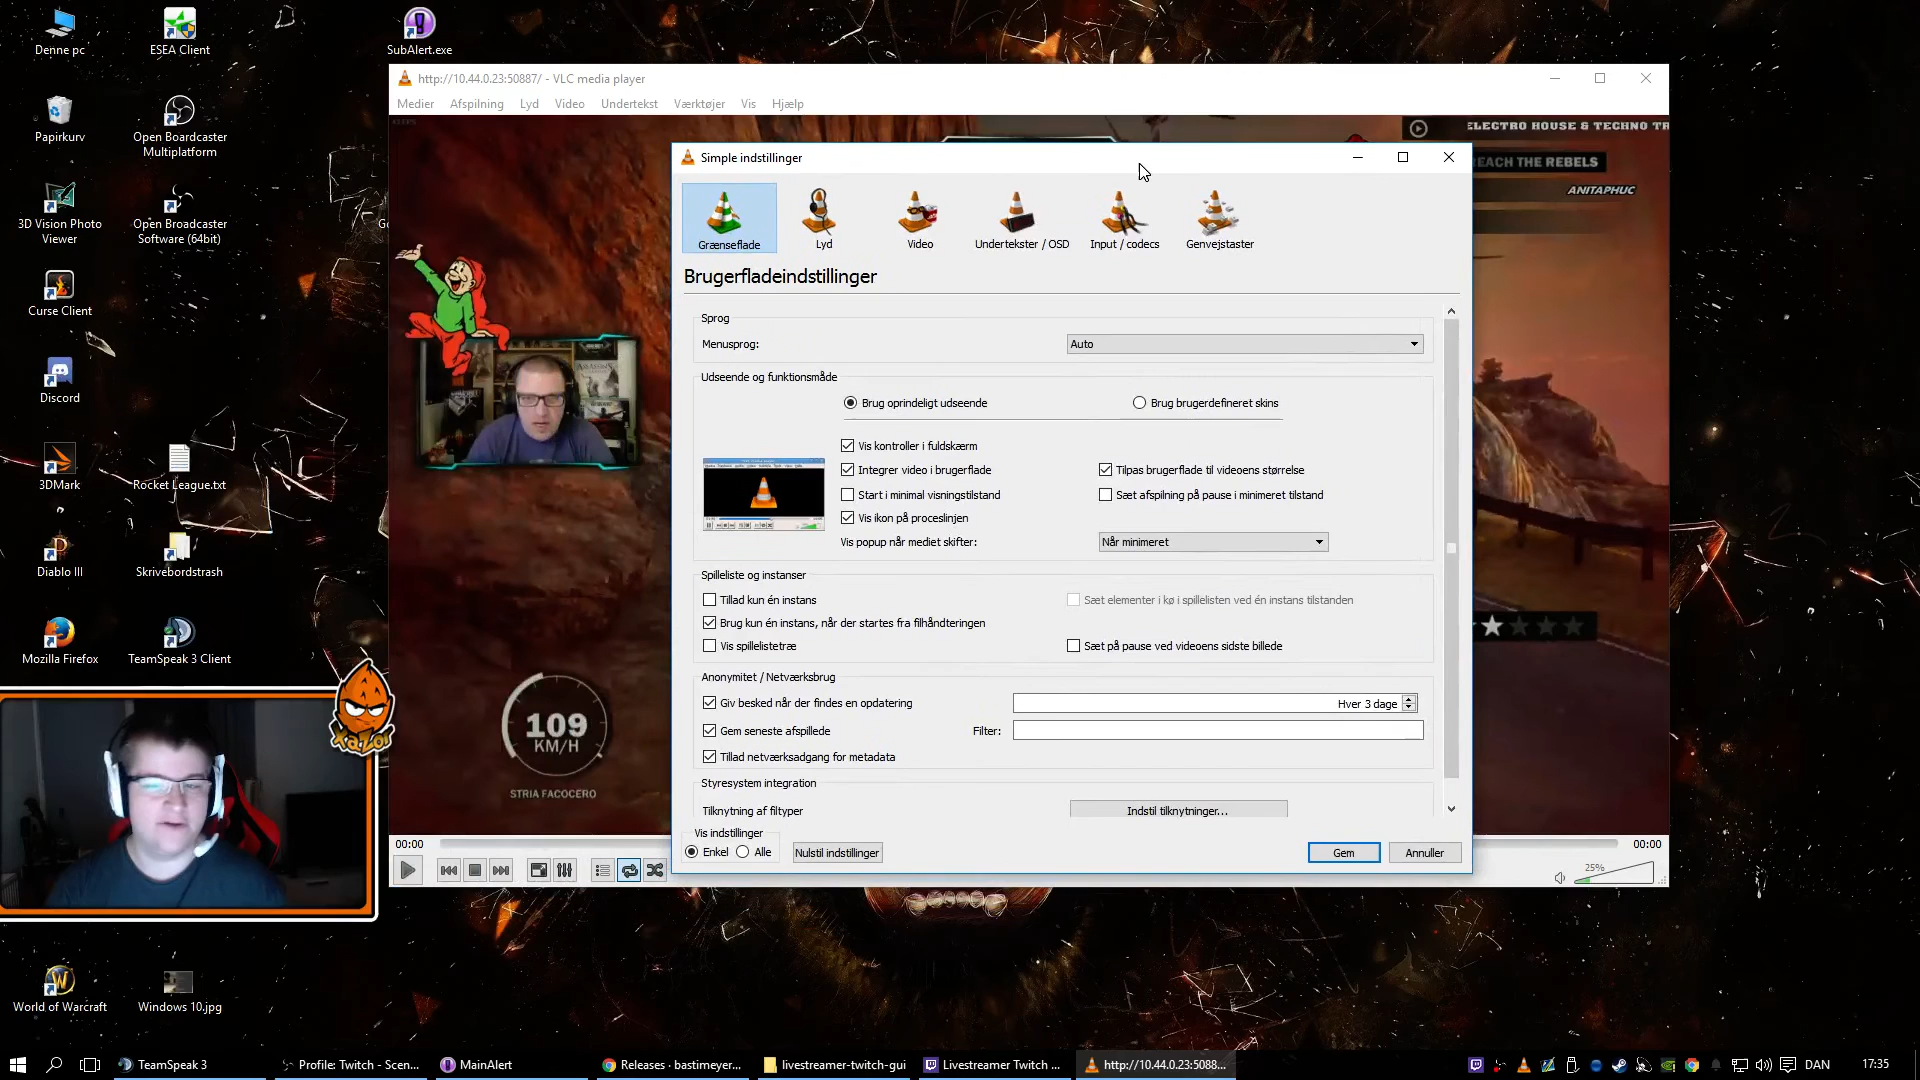 Denne pc
ESEA Client
SubAlert.exe
Papirkurv
Open Boardcaster
Multiplatform
3D Vision Photo
Viewer
Open Broadcaster
Software (64bit)
Curse Client
Discord
3DMark
Rocket League.txt
Diablo III
Skrivebordstrash
Mozilla Firefox
TeamSpeak 3 Client
World of Warcraft
Windows 10.jpg
http://10.44.0.23:50887/ - VLC media player
Medier Afspilning Lyd Video Undertekst Værktøjer Vis Hjælp
ELECTRO HOUSE & TECHNO TR
REACH THE REBELS
ANITAPHUC
109
KM/H
STRIA FACOCERO
XaZor
Simple indstillinger
Grænseflade Lyd Video Undertekster / OSD Input / codecs Genvejstaster
Brugerfladeindstillinger
Sprog
Menusprog: Auto
Udseende og funktionsmåde
Brug oprindeligt udseende Brug brugerdefineret skins
Vis kontroller i fuldskærm
Integrer video i brugerflade Tilpas brugerflade til videoens størrelse
Start i minimal visningstilstand Sæt afspilning på pause i minimeret tilstand
Vis ikon på proceslinjen
Vis popup når mediet skifter: Når minimeret
Spilleliste og instanser
Tillad kun én instans Sæt elementer i kø i spillelisten ved én instans tilstanden
Brug kun én instans, når der startes fra filhåndteringen
Vis spillelistetræ Sæt på pause ved videoens sidste billede
Anonymitet / Netværksbrug
Giv besked når der findes en opdatering Hver 3 dage
Gem seneste afspillede Filter:
Tillad netværksadgang for metadata
Styresystem integration
Tilknytning af filtyper Indstil tilknytninger...
Vis indstillinger
Enkel Alle Nulstil indstillinger Gem Annuller
00:00 00:00
25%
TeamSpeak 3 Profile: Twitch - Scen... MainAlert Releases · bastimeyer... livestreamer-twitch-gui Livestreamer Twitch ... http://10.44.0.23:5088... DAN 17:35